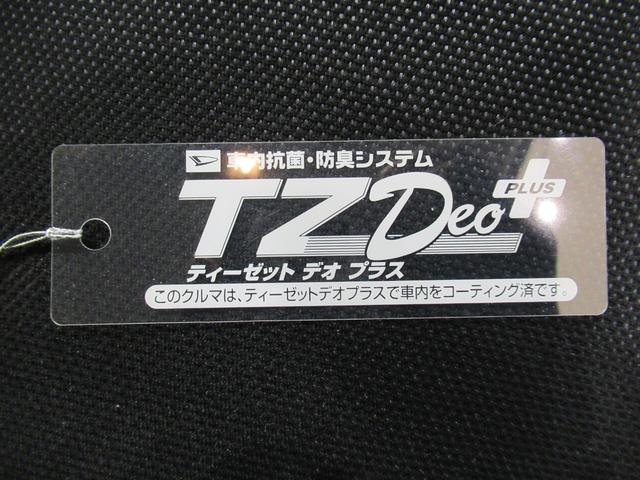 車内抗菌・防臭システム
TZ Deo PLUS
ティーゼット デオ プラス
このクルマは、ティーゼットデオプラスで車内をコーティング済です。